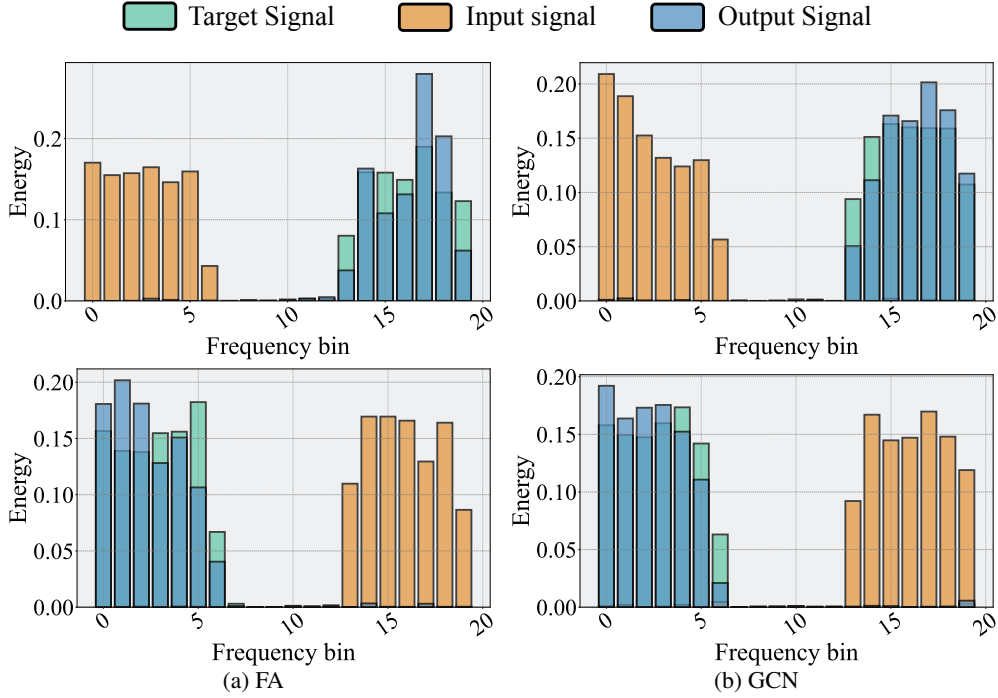 Target Signal Input signal Output Signal
0.2
0.1
0.0
Energy
0 5 10 15 20
Frequency bin
0.20
0.15
0.10
0.05
0.00
Energy
0 5 10 15 20
Frequency bin
0.20
0.15
0.10
0.05
0.00
Energy
0 5 10 15 20
Frequency bin
(a) FA
0.20
0.15
0.10
0.05
0.00
Energy
0 5 10 15 20
Frequency bin
(b) GCN